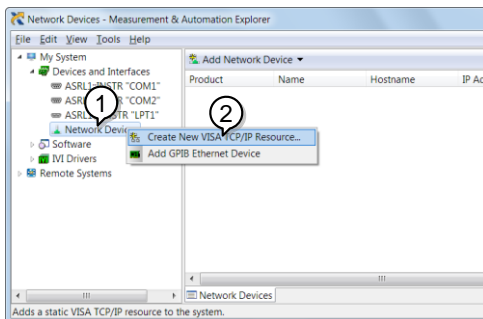 Network Devices - Measurement & Automation Explorer
File Edit View Tools Help
My System
Devices and Interfaces
"COM1"
"COM2"
"LPT1"
Network
Software
IVI Drivers
Remote Systems
Add Network Device
Product Name Hostname IP
1
2
Create New VISA TCP/IP Resource...
Add GPIB Ethernet Device
Network Devices
Adds a static VISA TCP/IP resource to the system.